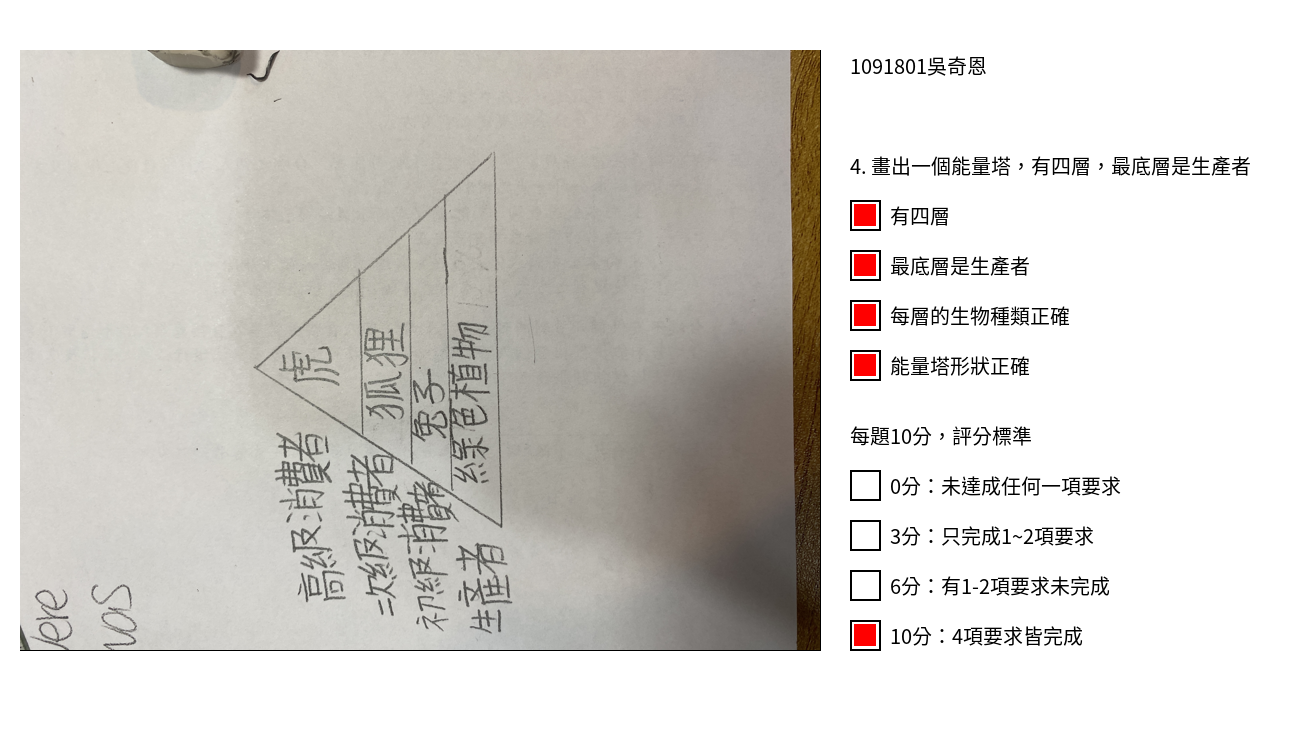 虎
狐狸
兔子
綠色植物
高級消費者
二次級消費者
初級消費者
生產者
1091801吳奇恩
4. 畫出一個能量塔，有四層，最底層是生產者
有四層
最底層是生產者
每層的生物種類正確
能量塔形狀正確
每題10分，評分標準
0分：未達成任何一項要求
3分：只完成1~2項要求
6分：有1-2項要求未完成
10分：4項要求皆完成